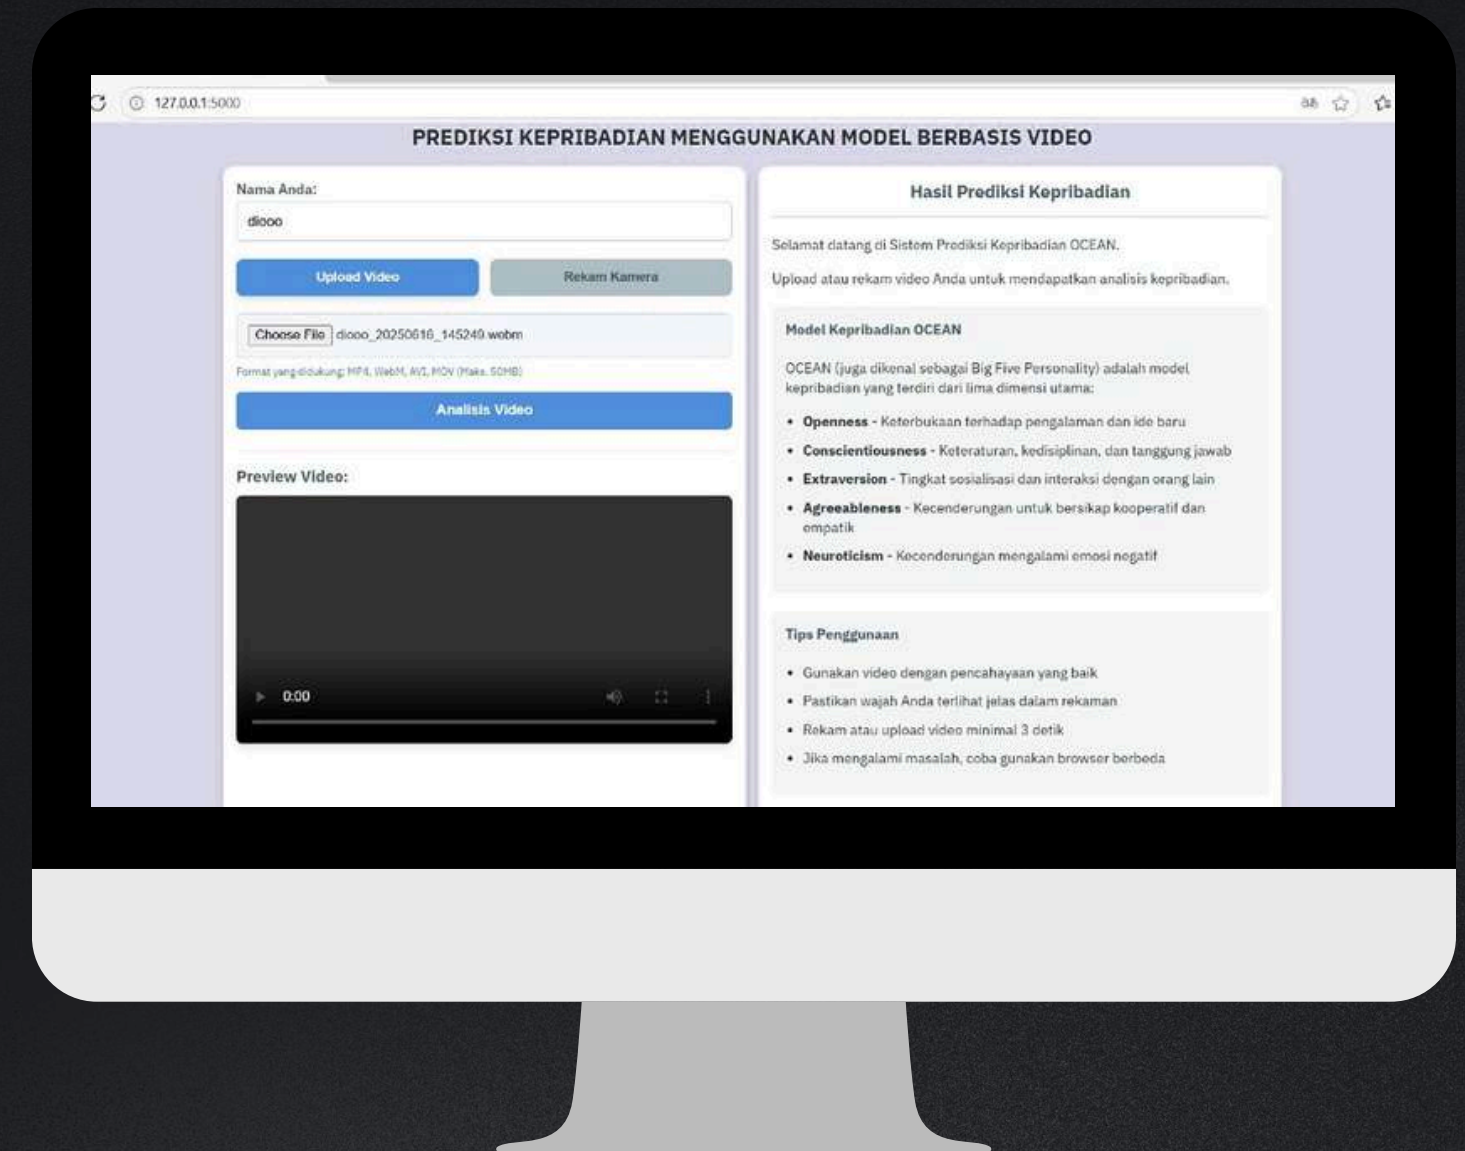 127.0.0.1:5000
PREDIKSI KEPRIBADIAN MENGGUNAKAN MODEL BERBASIS VIDEO
Nama Anda:
diooo
Upload Video
Rekam Kamera
Choose File diooo_20250616_145249.webm
Format yang didukung: MP4, WebM, AVI, MOV (Maks. 50MB)
Analisis Video
Preview Video:
0:00
Hasil Prediksi Kepribadian
Selamat datang di Sistem Prediksi Kepribadian OCEAN.
Upload atau rekam video Anda untuk mendapatkan analisis kepribadian.
Model Kepribadian OCEAN
OCEAN (juga dikenal sebagai Big Five Personality) adalah model
kepribadian yang terdiri dari lima dimensi utama:
• Openness - Keterbukaan terhadap pengalaman dan ide baru
• Conscientiousness - Keteraturan, kedisiplinan, dan tanggung jawab
• Extraversion - Tingkat sosialisasi dan interaksi dengan orang lain
• Agreeableness - Kecenderungan untuk bersikap kooperatif dan
empatik
• Neuroticism - Kecenderungan mengalami emosi negatif
Tips Penggunaan
• Gunakan video dengan pencahayaan yang baik
• Pastikan wajah Anda terlihat jelas dalam rekaman
• Rekam atau upload video minimal 3 detik
• Jika mengalami masalah, coba gunakan browser berbeda